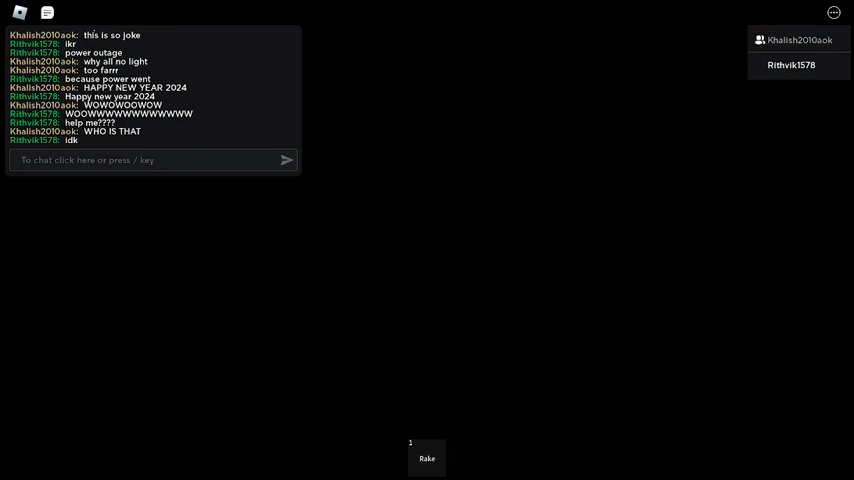 Khalish2010aok: this is so joke
Rithvik1578: ikr
Rithvik1578: power outage
Khalish2010aok: why all no light
Khalish2010aok: too farrr
Rithvik1578: because power went
Khalish2010aok: HAPPY NEW YEAR 2024
Rithvik1578: Happy new year 2024
Khalish2010aok: WOWOWOOWOW
Rithvik1578: WOOWWWWWWWWWWWW
Rithvik1578: help me????
Khalish2010aok: WHO IS THAT
Rithvik1578: idk
To chat click here or press / key
Khalish2010aok
Rithvik1578
1
Rake